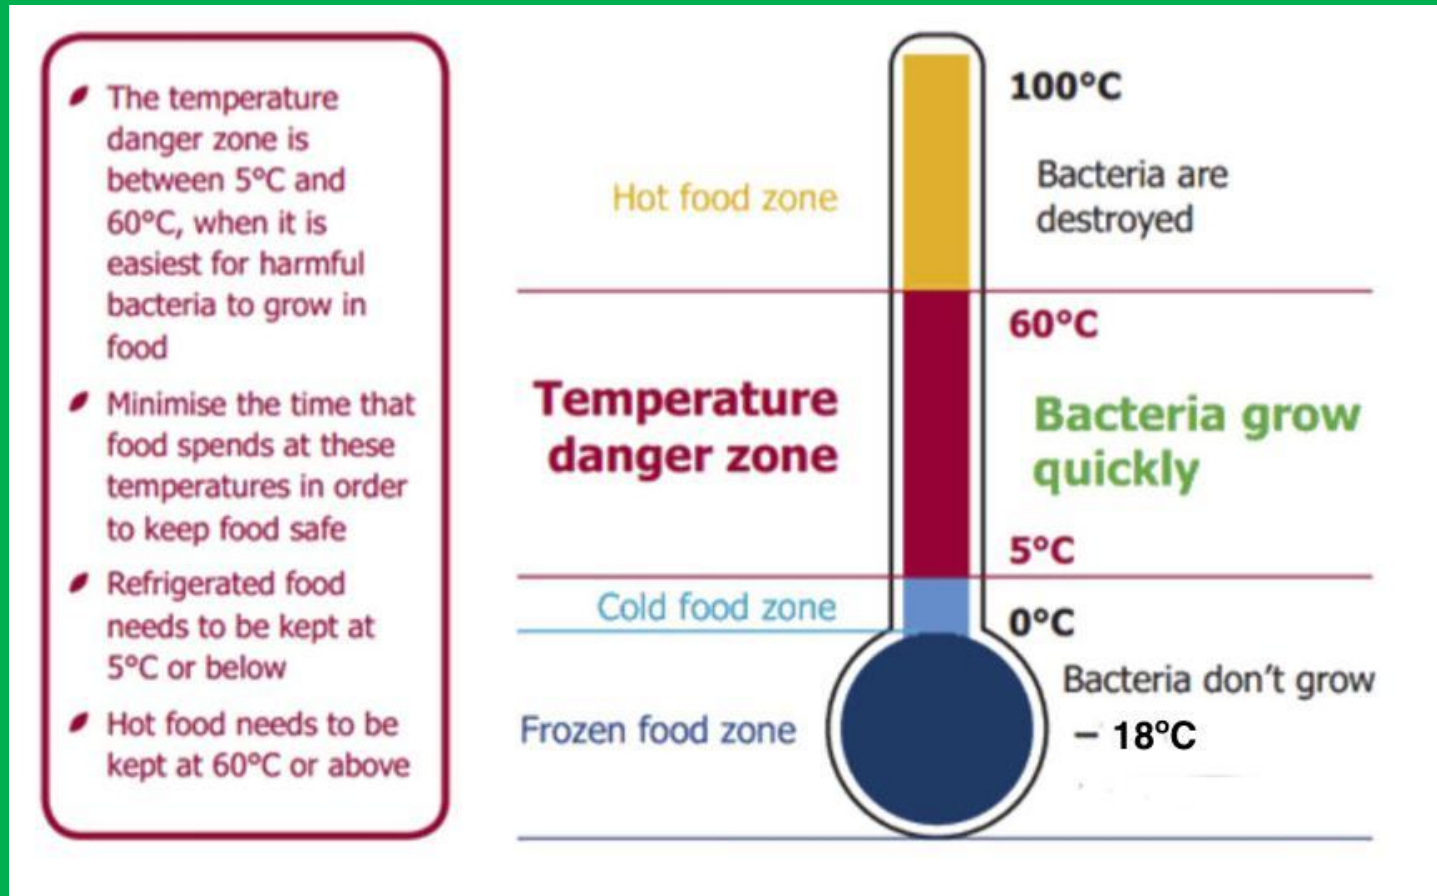 The temperature
danger zone is
between 5°C and
60°C, when it is
easiest for harmful
bacteria to grow in
food
Minimise the time that
food spends at these
temperatures in order
to keep food safe
Refrigerated food
needs to be kept at
5°C or below
Hot food needs to be
kept at 60°C or above
100°C
Hot food zone
Bacteria are
destroyed
60°C
Temperature
danger zone
Bacteria grow
quickly
5°C
Cold food zone
0°C
Bacteria don’t grow
Frozen food zone
– 18°C